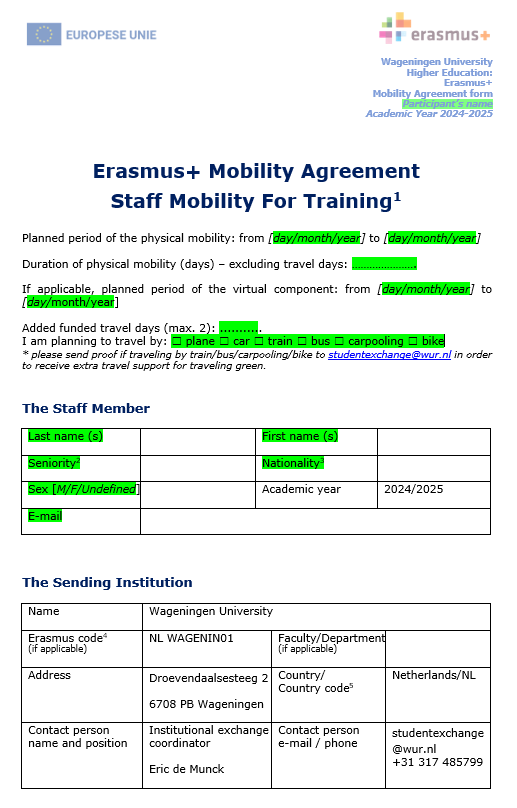 EUROPESE UNIE
erasmus+
Wageningen University
Higher Education:
Erasmus+
Mobility Agreement form
Participant's name
Academic Year 2024-2025
Erasmus+ Mobility Agreement
Staff Mobility For Training1
Planned period of the physical mobility: from [day/month/year] to [day/month/year]
Duration of physical mobility (days) – excluding travel days: ......................
If applicable, planned period of the virtual component: from [day/month/year] to
[day/month/year]
Added funded travel days (max. 2): ...........
I am planning to travel by: ☐ plane ☐ car ☐ train ☐ bus ☐ carpooling ☐ bike
* please send proof if traveling by train/bus/carpooling/bike to studentexchange@wur.nl in order
to receive extra travel support for traveling green.
The Staff Member
Last name (s) First name (s)
Seniority2 Nationality3
Sex [M/F/Undefined] Academic year 2024/2025
E-mail
The Sending Institution
Name Wageningen University
Erasmus code4 NL WAGENIN01 Faculty/Department
(if applicable) (if applicable)
Address Droevendaalsesteeg 2 Country/ Netherlands/NL
Country code5
6708 PB Wageningen
Contact person Institutional exchange Contact person studentexchange
name and position coordinator e-mail / phone @wur.nl
Eric de Munck +31 317 485799